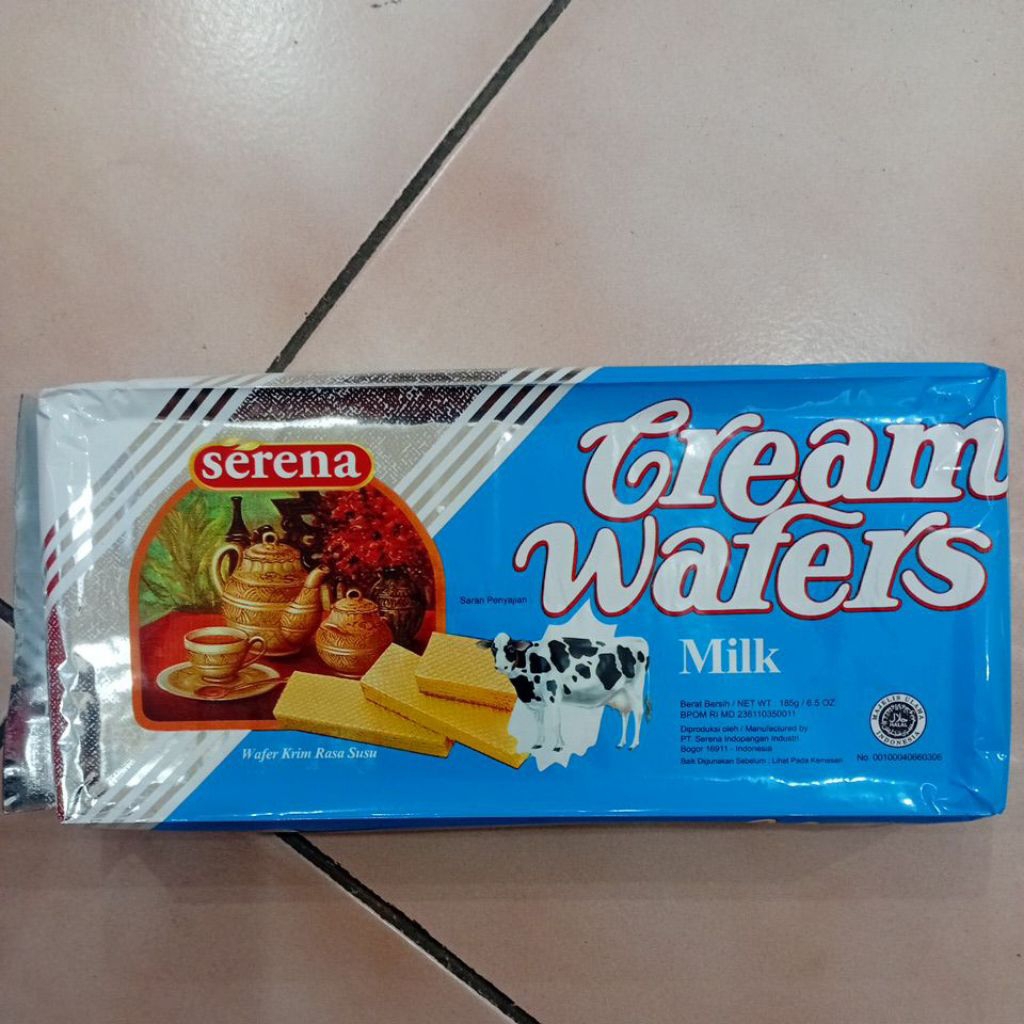 serena
Cream
Wafers
Saran Penyajian
Milk
Wafer Krim Rasa Susu
Berat Bersih / NET WT : 185g / 6.5 OZ
BPOM RI MD 236110350011
Diproduksi oleh / Manufactured by
PT. Serena Indopangan Industri
Bogor 16911 - Indonesia
Baik Digunakan Sebelum : Lihat Pada Kemasan
MAJELIS ULAMA
HALAL
INDONESIA
No. 00100040660306